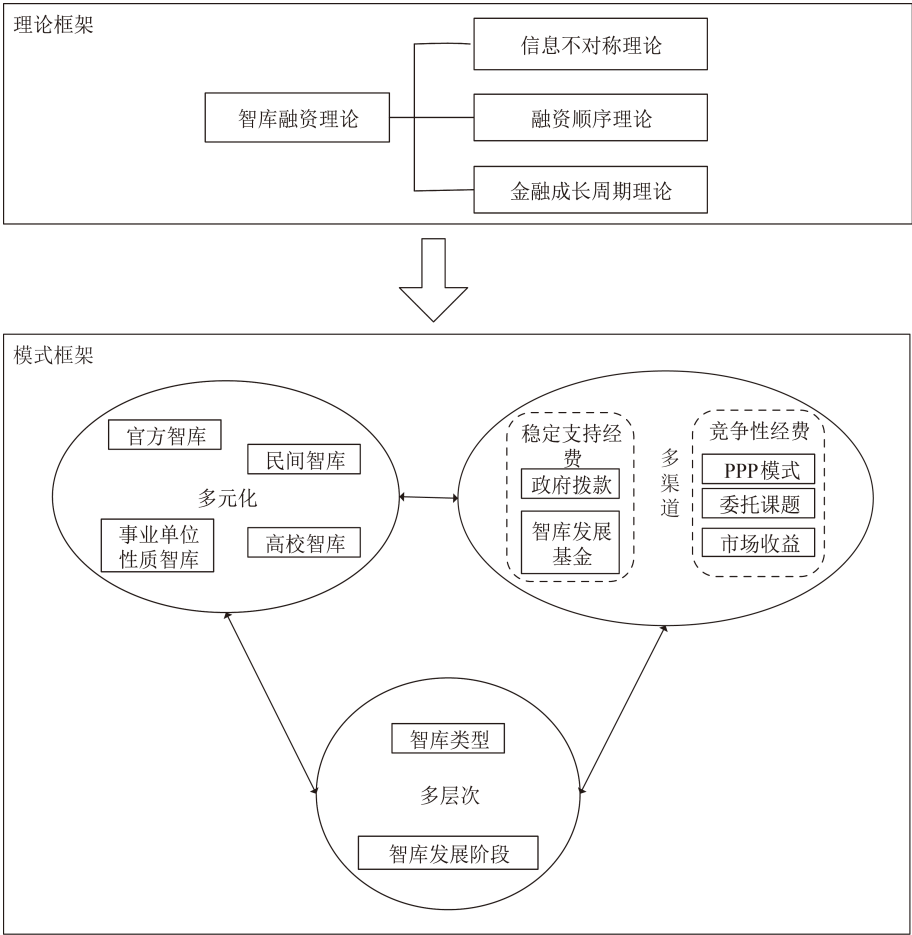 理论框架
信息不对称理论
智库融资理论
融资顺序理论
金融成长周期理论
模式框架
官方智库
民间智库
多元化
事业单位
性质智库
高校智库
稳定支持经
费
政府拨款
智库发展
基金
多
渠
道
竞争性经费
PPP模式
委托课题
市场收益
智库类型
多层次
智库发展阶段